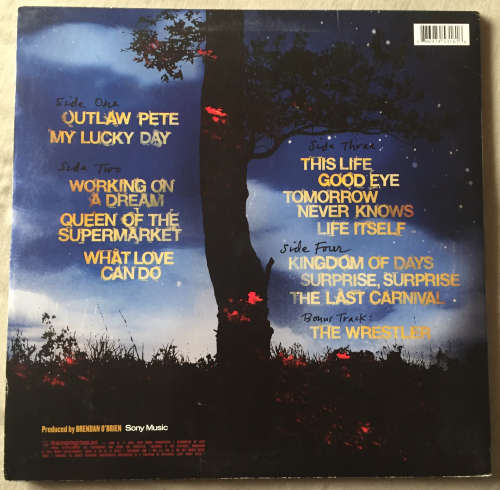 Side One
OUTLAW PETE
MY LUCKY DAY
Side Two
WORKING ON
A DREAM
QUEEN OF THE
SUPERMARKET
WHAT LOVE
CAN DO
Side Three
THIS LIFE
GOOD EYE
TOMORROW
NEVER KNOWS
LIFE ITSELF
Side Four
KINGDOM OF DAYS
SURPRISE, SURPRISE
THE LAST CARNIVAL
Bonus Track:
THE WRESTLER
Produced by BRENDAN O'BRIEN Sony Music